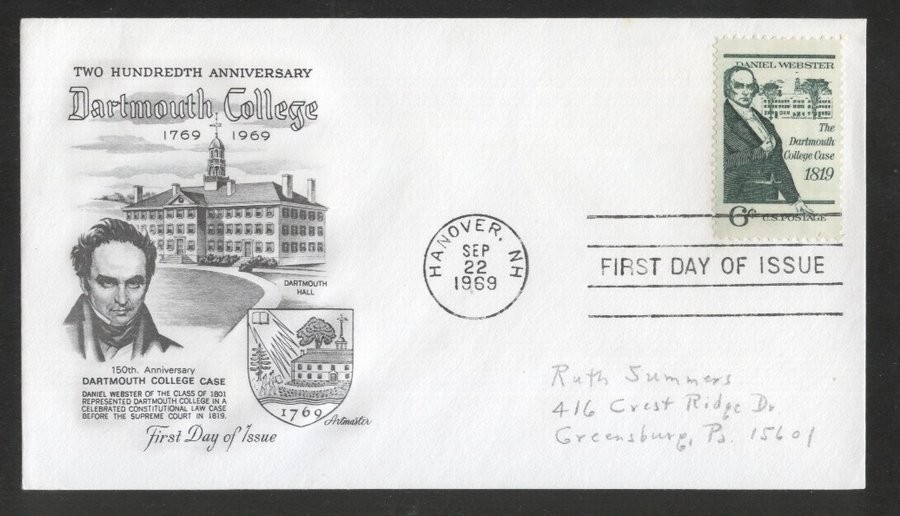 TWO HUNDREDTH ANNIVERSARY
Dartmouth College
1769 1969
DARTMOUTH
HALL
150th. Anniversary
DARTMOUTH COLLEGE CASE
DANIEL WEBSTER OF THE CLASS OF 1801
REPRESENTED DARTMOUTH COLLEGE IN A
CELEBRATED CONSTITUTIONAL LAW CASE
BEFORE THE SUPREME COURT IN 1819.
First Day of Issue
1769
Artmaster
HANOVER, NH
SEP
22
1969
DANIEL WEBSTER
The
Dartmouth
College Case
1819
6c U.S. POSTAGE
FIRST DAY OF ISSUE
Ruth Summers
416 Crest Ridge Dr
Greensburg, Pa. 15601